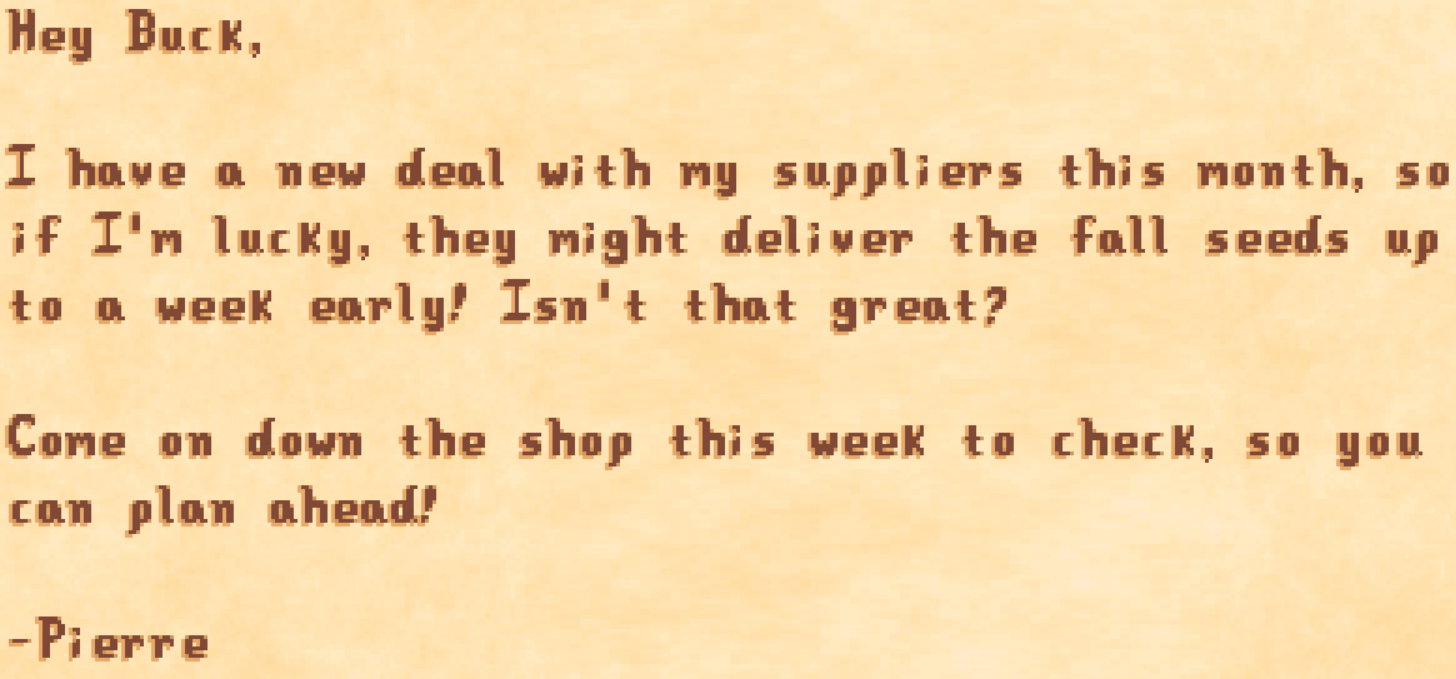 Hey Buck,
I have a new deal with my suppliers this month, so
if I'm lucky, they might deliver the fall seeds up
to a week early! Isn't that great?
Come on down the shop this week to check, so you
can plan ahead!
-Pierre